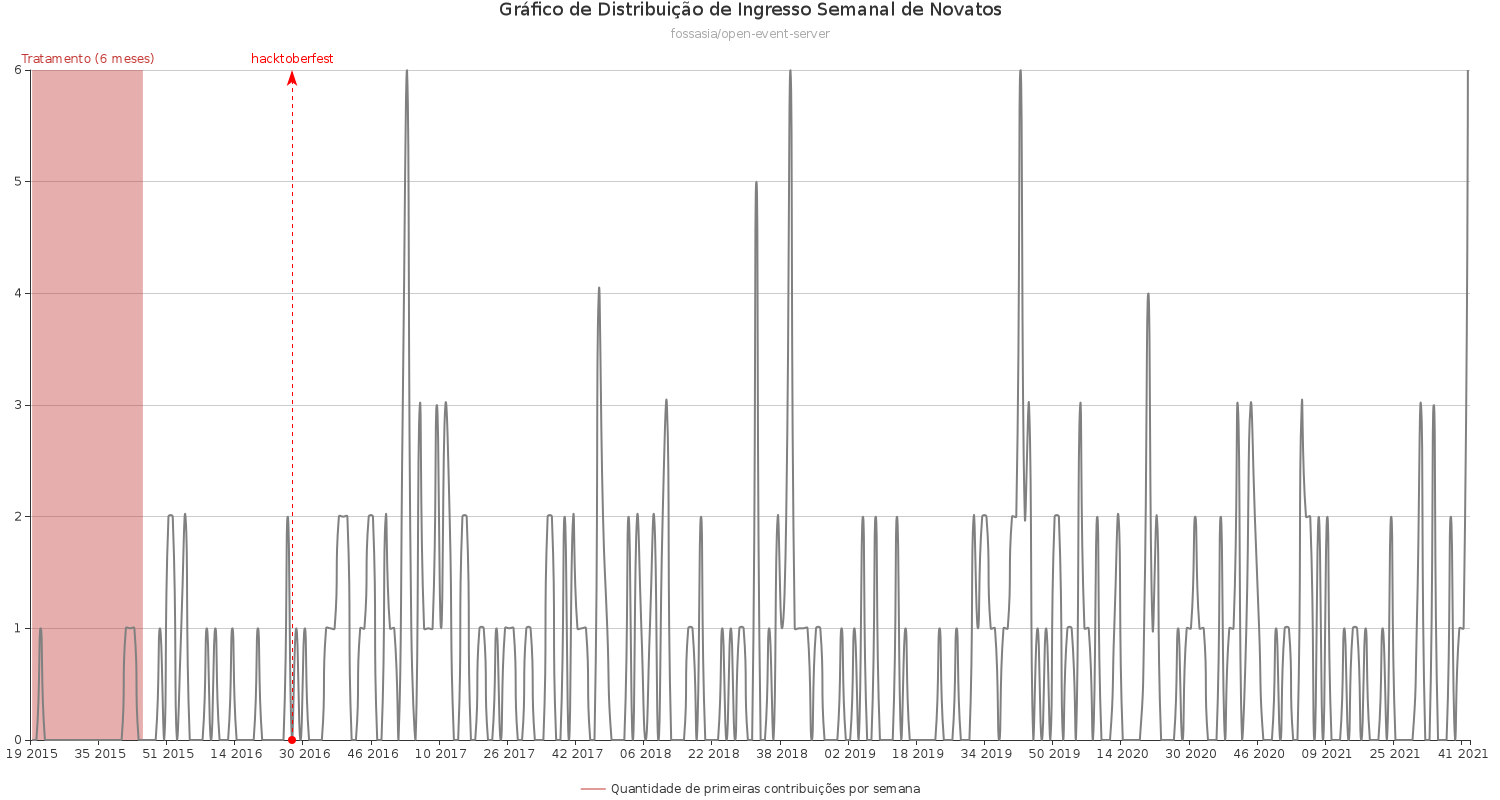 Gráfico de Distribuição de Ingresso Semanal de Novatos
fossasia/open-event-server
Tratamento (6 meses)
hacktoberfest
6
5
4
3
2
1
0
19 2015 35 2015 51 2015 14 2016 30 2016 46 2016 10 2017 26 2017 42 2017 06 2018 22 2018 38 2018 02 2019 18 2019 34 2019 50 2019 14 2020 30 2020 46 2020 09 2021 25 2021 41 2021
Quantidade de primeiras contribuições por semana